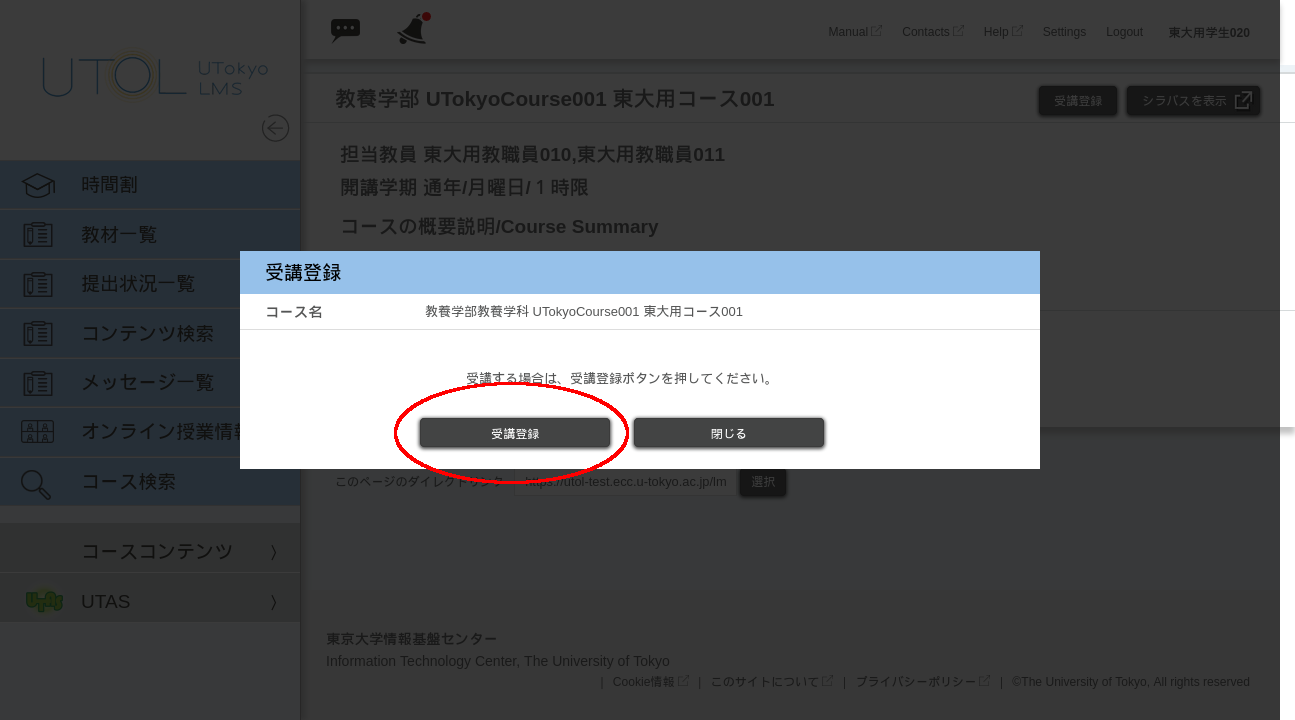 UTOL UTokyo LMS
Manual Contacts Help Settings Logout 東大用学生020
教養学部 UTokyoCourse001 東大用コース001
受講登録 シラバスを表示
担当教員 東大用教職員010,東大用教職員011
開講学期 通年/月曜日/１時限
コースの概要説明/Course Summary
時間割
教材一覧
提出状況一覧
コンテンツ検索
メッセージ一覧
オンライン授業情報
コース検索
コースコンテンツ 〉
UTAS 〉
受講登録
コース名 教養学部教養学科 UTokyoCourse001 東大用コース001
受講する場合は、受講登録ボタンを押してください。
受講登録 閉じる
このページのダイレクトリンク https://utol-test.ecc.u-tokyo.ac.jp/lm 選択
東京大学情報基盤センター
Information Technology Center, The University of Tokyo
| Cookie情報 | このサイトについて | プライバシーポリシー | ©The University of Tokyo, All rights reserved